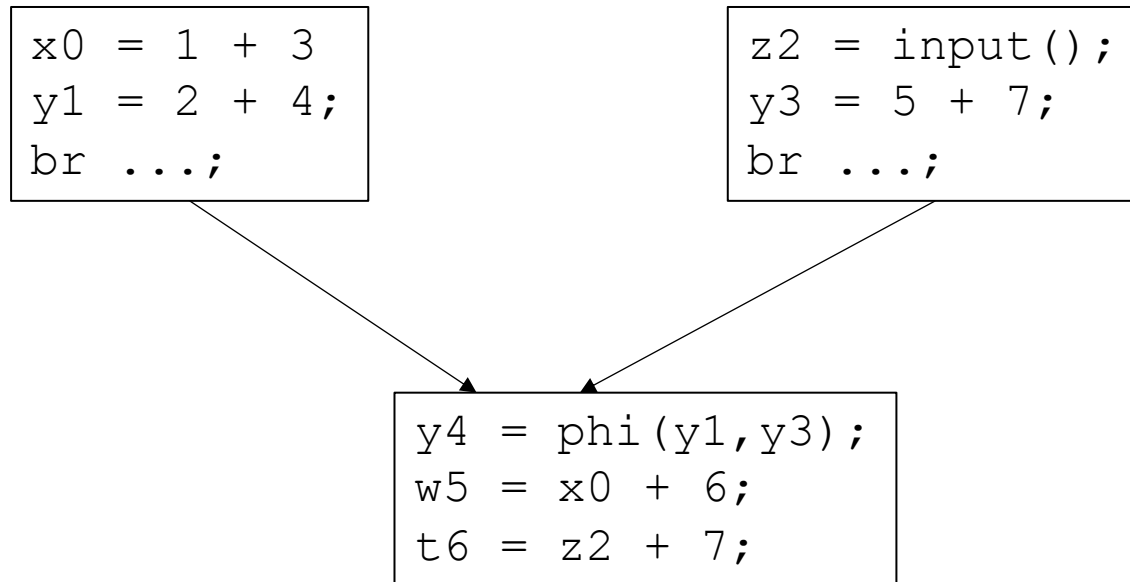 x0 = 1 + 3
y1 = 2 + 4;
br ...;
z2 = input();
y3 = 5 + 7;
br ...;
y4 = phi(y1,y3);
w5 = x0 + 6;
t6 = z2 + 7;